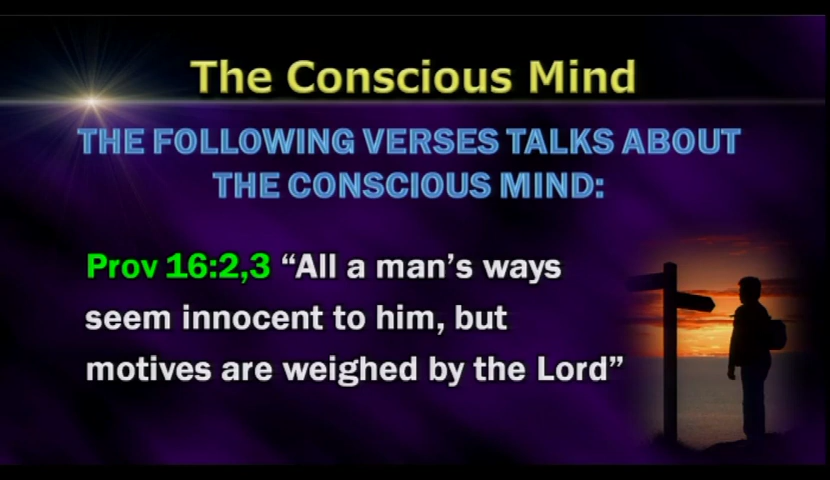 The Conscious Mind
THE FOLLOWING VERSES TALKS ABOUT
THE CONSCIOUS MIND:
Prov 16:2,3 “All a man’s ways
seem innocent to him, but
motives are weighed by the Lord”